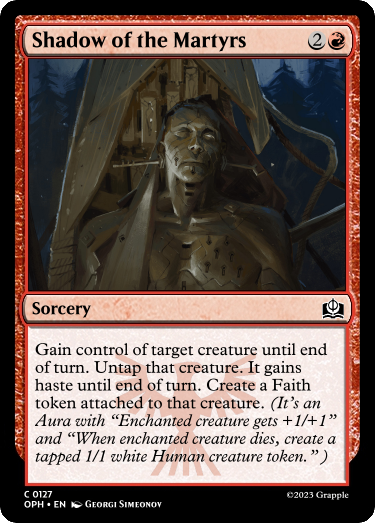 Shadow of the Martyrs 2
Sorcery
Gain control of target creature until end
of turn. Untap that creature. It gains
haste until end of turn. Create a Faith
token attached to that creature. (It's an
Aura with “Enchanted creature gets +1/+1”
and “When enchanted creature dies, create a
tapped 1/1 white Human creature token.” )
C 0127
OPH • EN Georgi Simeonov
©2023 Grapple